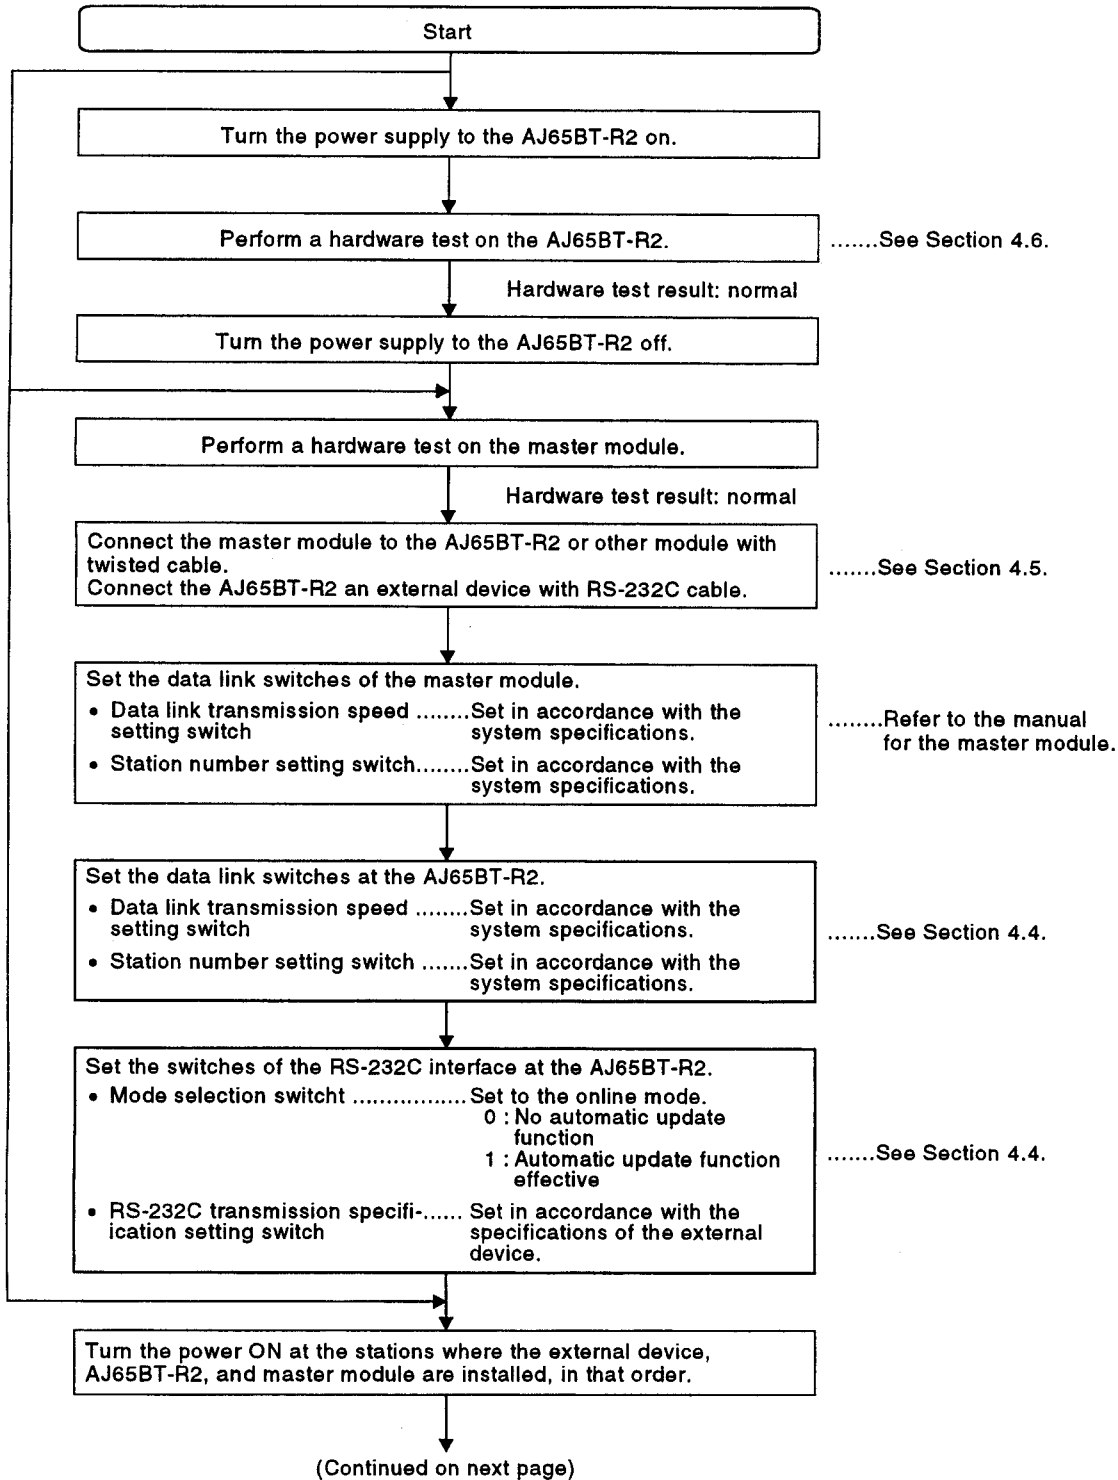 Start
Turn the power supply to the AJ65BT-R2 on.
Perform a hardware test on the AJ65BT-R2.
.......See Section 4.6.
Hardware test result: normal
Turn the power supply to the AJ65BT-R2 off.
Perform a hardware test on the master module.
Hardware test result: normal
Connect the master module to the AJ65BT-R2 or other module with
twisted cable.
Connect the AJ65BT-R2 an external device with RS-232C cable.
.......See Section 4.5.
Set the data link switches of the master module.
• Data link transmission speed ........Set in accordance with the
setting switch system specifications.
• Station number setting switch........Set in accordance with the
system specifications.
........Refer to the manual
for the master module.
Set the data link switches at the AJ65BT-R2.
• Data link transmission speed ........Set in accordance with the
setting switch system specifications.
• Station number setting switch .......Set in accordance with the
system specifications.
.......See Section 4.4.
Set the switches of the RS-232C interface at the AJ65BT-R2.
• Mode selection switcht .................Set to the online mode.
0 : No automatic update
function
1 : Automatic update function
effective
• RS-232C transmission specifi-...... Set in accordance with the
ication setting switch specifications of the external
device.
.......See Section 4.4.
Turn the power ON at the stations where the external device,
AJ65BT-R2, and master module are installed, in that order.
(Continued on next page)